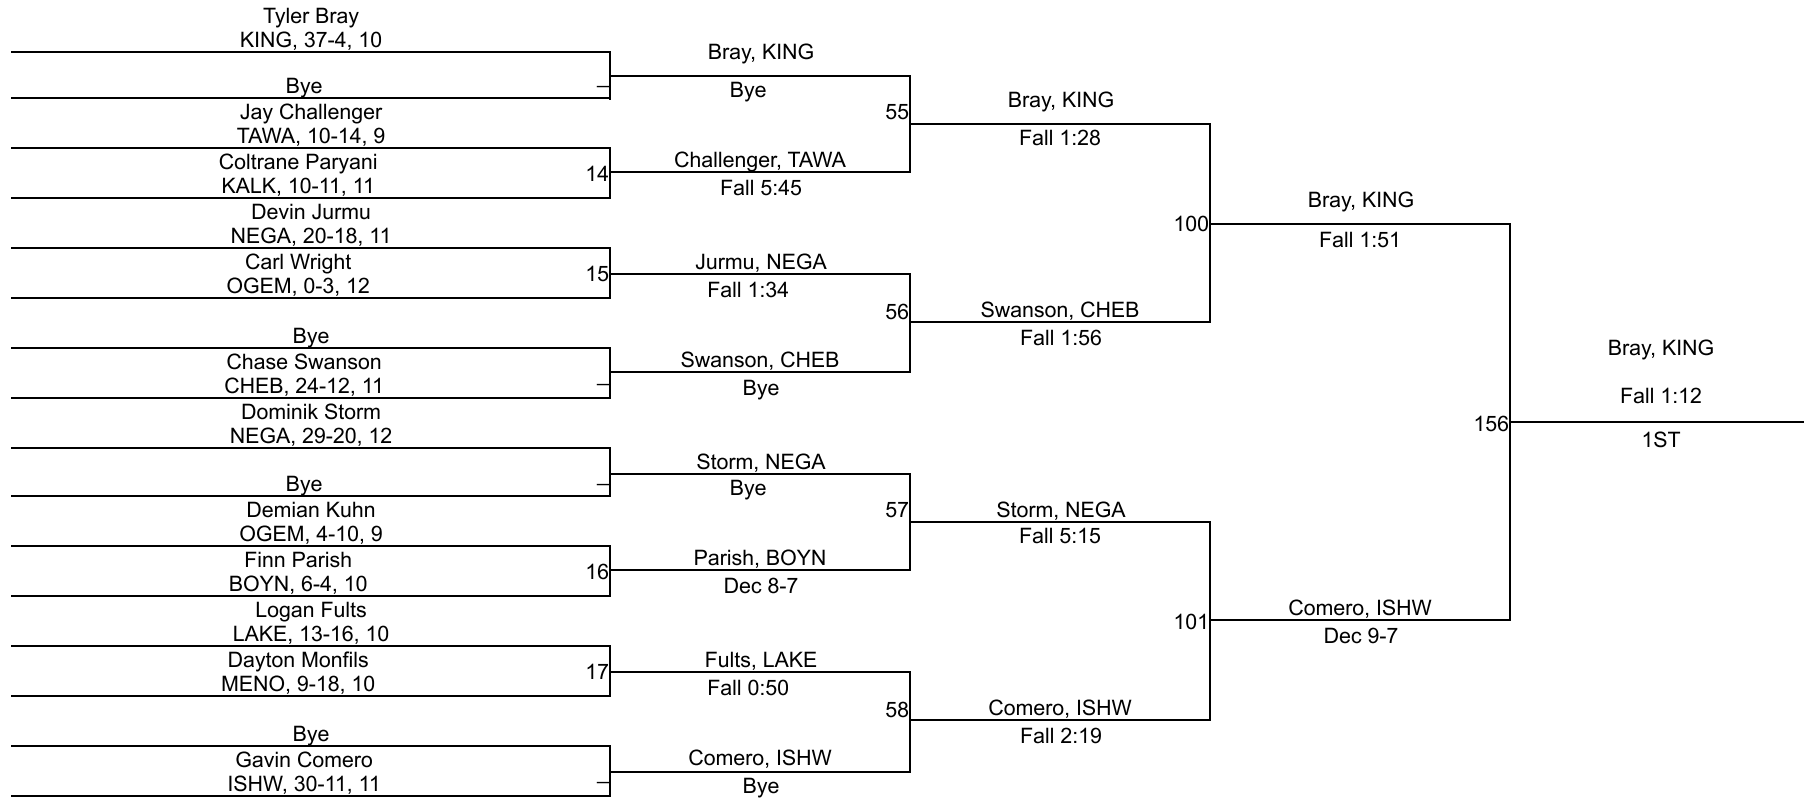 Tyler Bray
KING, 37-4, 10
Bye
Jay Challenger
TAWA, 10-14, 9
Coltrane Paryani
KALK, 10-11, 11
Devin Jurmu
NEGA, 20-18, 11
Carl Wright
OGEM, 0-3, 12
Bye
Chase Swanson
CHEB, 24-12, 11
Dominik Storm
NEGA, 29-20, 12
Bye
Demian Kuhn
OGEM, 4-10, 9
Finn Parish
BOYN, 6-4, 10
Logan Fults
LAKE, 13-16, 10
Dayton Monfils
MENO, 9-18, 10
Bye
Gavin Comero
ISHW, 30-11, 11
14
15
16
17
Bray, KING
Bye
Challenger, TAWA
Fall 5:45
Jurmu, NEGA
Fall 1:34
Swanson, CHEB
Bye
Storm, NEGA
Bye
Parish, BOYN
Dec 8-7
Fults, LAKE
Fall 0:50
Comero, ISHW
Bye
55
56
57
58
Bray, KING
Fall 1:28
Swanson, CHEB
Fall 1:56
Storm, NEGA
Fall 5:15
Comero, ISHW
Fall 2:19
100
101
Bray, KING
Fall 1:51
Comero, ISHW
Dec 9-7
156
Bray, KING
Fall 1:12
1ST